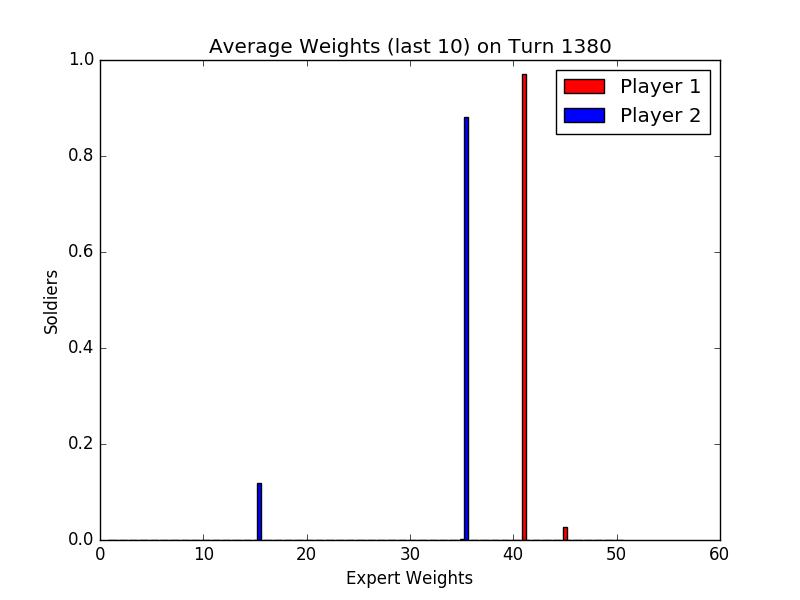 Average Weights (last 10) on Turn 1380
1.0
0.8
0.6
0.4
0.2
0.0
Soldiers
Player 1
Player 2
0 10 20 30 40 50 60
Expert Weights